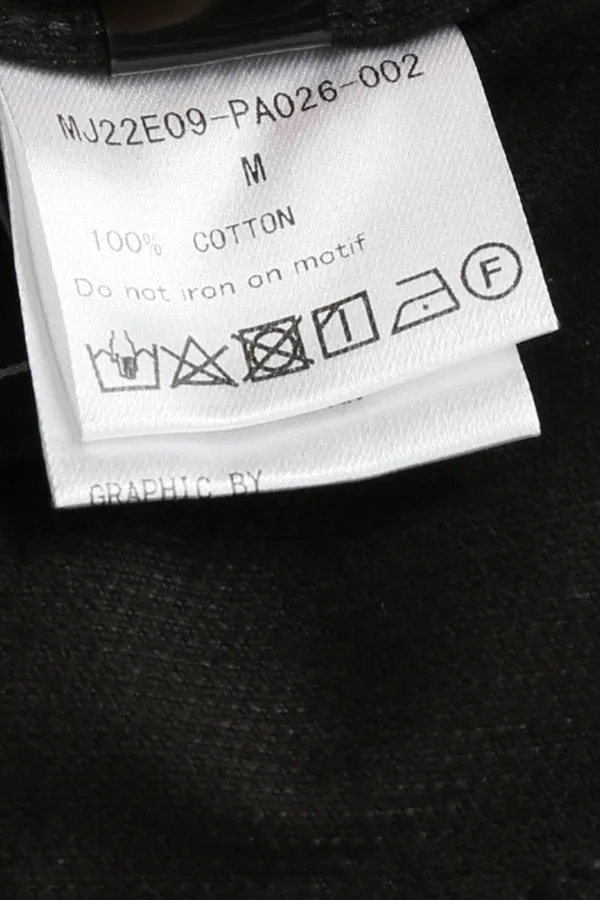 MJ22E09-PA026-002
M
100% COTTON
Do not iron on motif
F
GRAPHIC BY